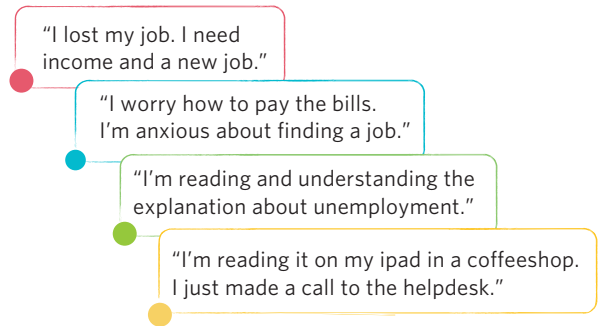 “I lost my job. I need
income and a new job.”
“I worry how to pay the bills.
I’m anxious about finding a job.”
“I’m reading and understanding the
explanation about unemployment.”
“I’m reading it on my ipad in a coffeeshop.
I just made a call to the helpdesk.”